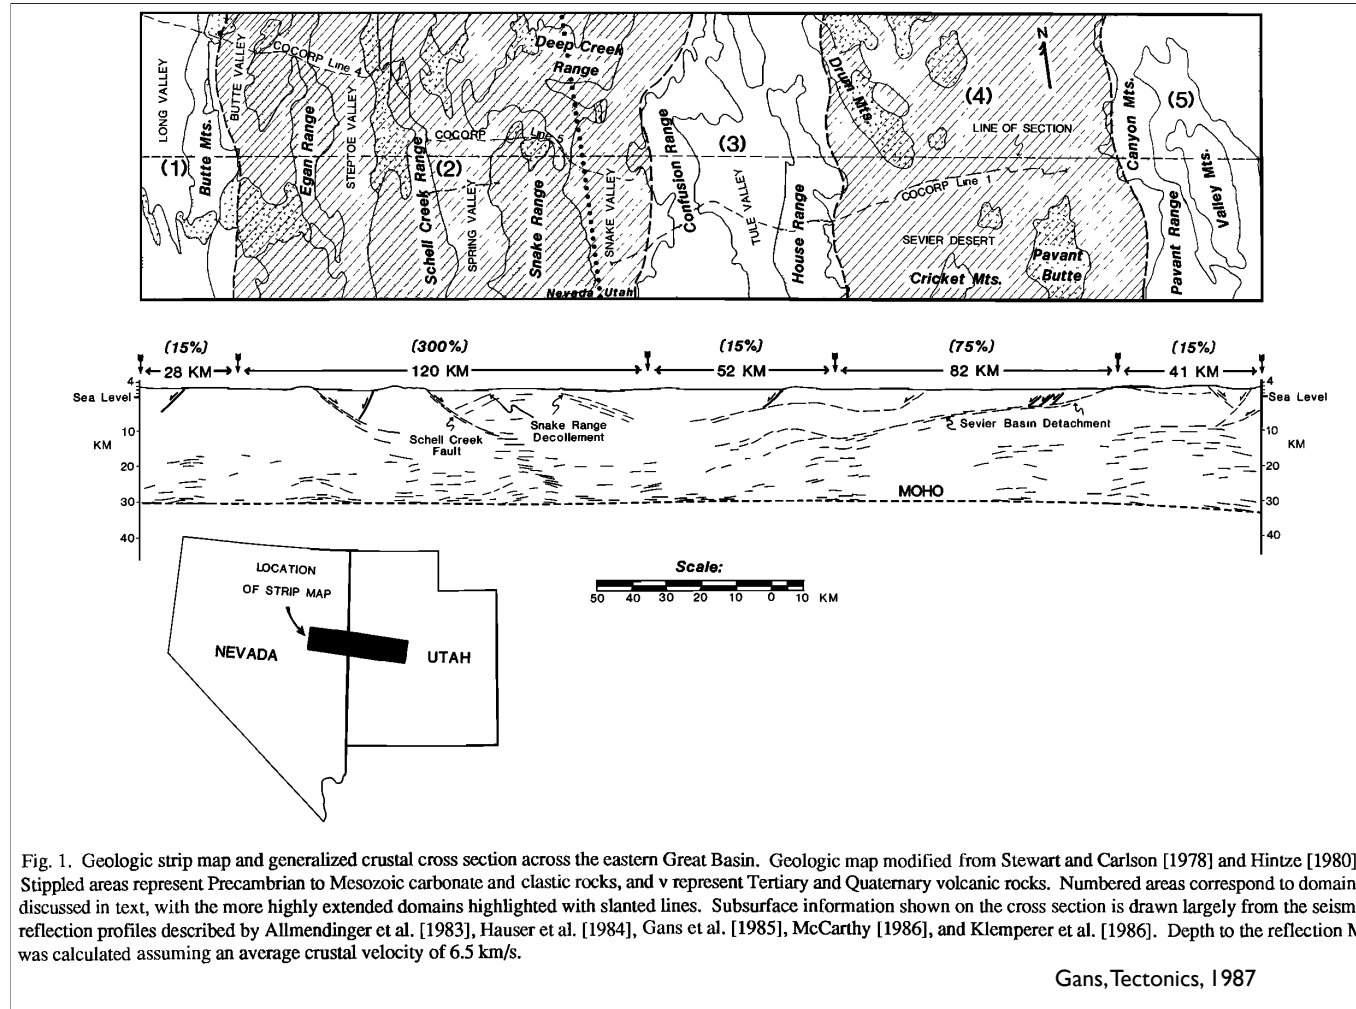 Deep Creek
Range
N
COCORP Line 4
BUTTE VALLEY
LONG VALLEY
Butte Mts.
Egan Range
STEPTOE VALLEY
Schell Creek Range
COCORP
Line 5
(1)
(2)
(3)
(4)
(5)
SPRING VALLEY
Snake Range
SNAKE VALLEY
Confusion Range
TULE VALLEY
House Range
Drum Mts.
LINE OF SECTION
COCORP Line 1
SEVIER DESERT
Cricket Mts.
Pavant
Butte
Canyon Mts.
Pavant Range
Valley Mts.
Nevada Utah
(15%) (300%) (15%) (75%) (15%)
28 KM 120 KM 52 KM 82 KM 41 KM
4 4
Sea Level Sea Level
Schell Creek
Fault
Snake Range
Decollement
Sevier Basin Detachment
10 10
KM KM
20 20
MOHO
30 30
40 40
LOCATION
OF STRIP MAP
NEVADA
UTAH
Scale:
50 40 30 20 10 0 10 KM
Fig. 1. Geologic strip map and generalized crustal cross section across the eastern Great Basin. Geologic map modified from Stewart and Carlson [1978] and Hintze [1980]
Stippled areas represent Precambrian to Mesozoic carbonate and clastic rocks, and v represent Tertiary and Quaternary volcanic rocks. Numbered areas correspond to domain
discussed in text, with the more highly extended domains highlighted with slanted lines. Subsurface information shown on the cross section is drawn largely from the seism
reflection profiles described by Allmendinger et al. [1983], Hauser et al. [1984], Gans et al. [1985], McCarthy [1986], and Klemperer et al. [1986]. Depth to the reflection M
was calculated assuming an average crustal velocity of 6.5 km/s.
Gans, Tectonics, 1987